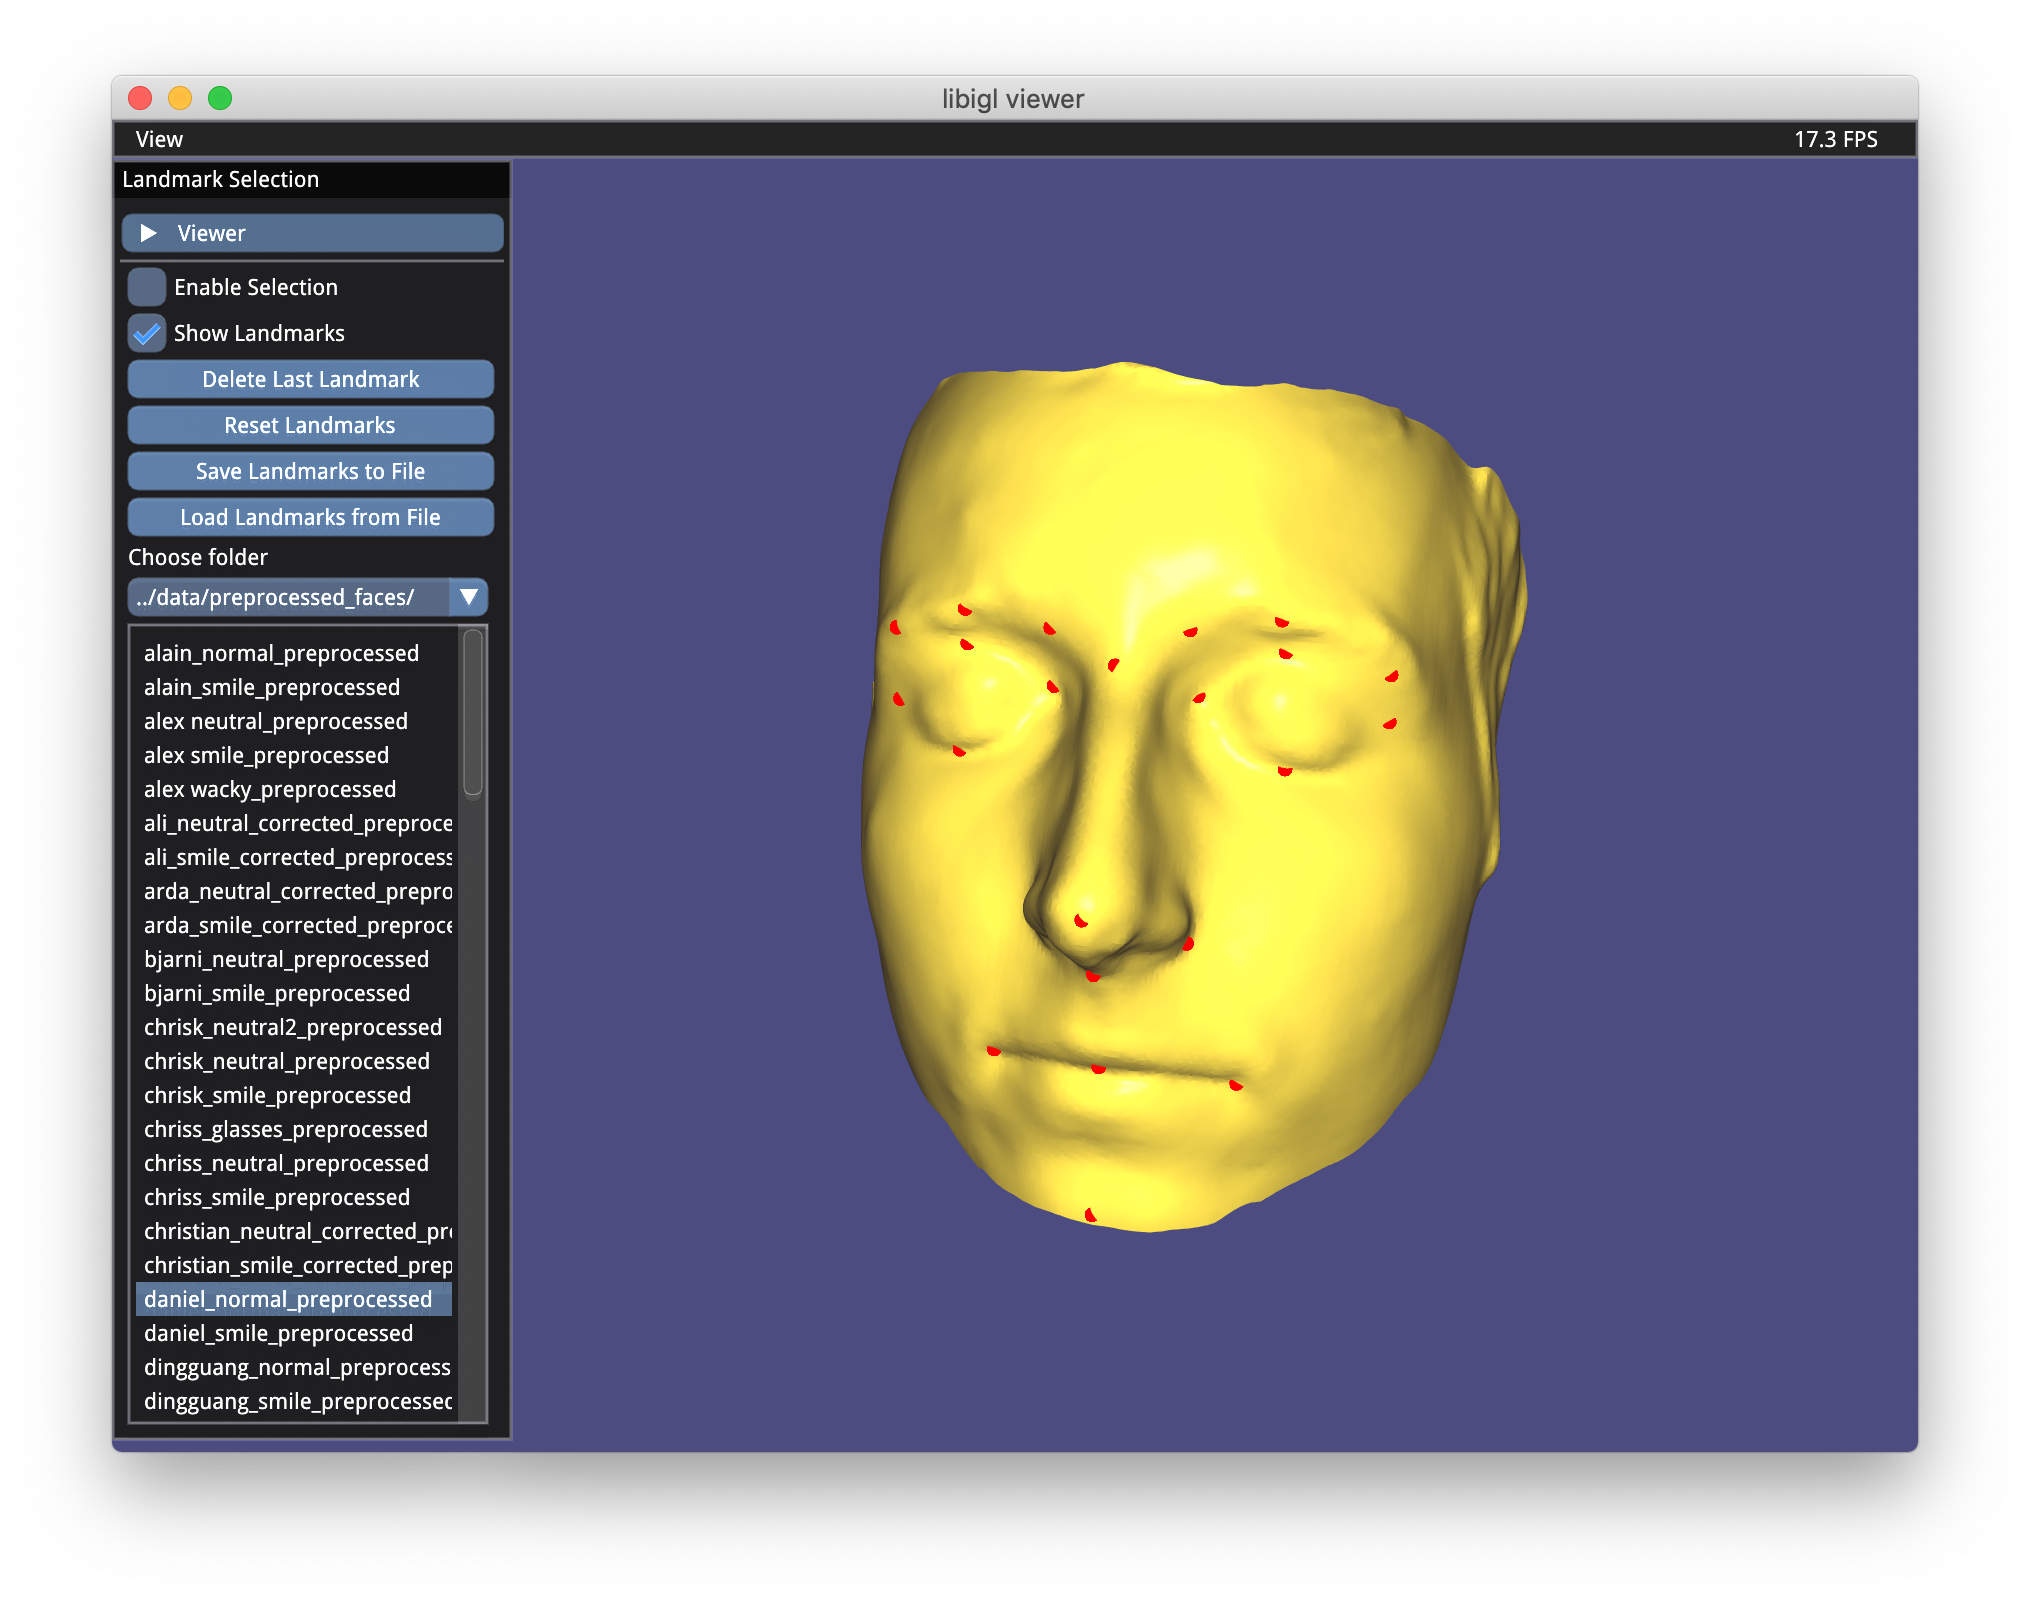 libigl viewer
View
17.3 FPS
Landmark Selection
Viewer
Enable Selection
Show Landmarks
Delete Last Landmark
Reset Landmarks
Save Landmarks to File
Load Landmarks from File
Choose folder
../data/preprocessed_faces/
alain_normal_preprocessed
alain_smile_preprocessed
alex neutral_preprocessed
alex smile_preprocessed
alex wacky_preprocessed
ali_neutral_corrected_preproce
ali_smile_corrected_preprocess
arda_neutral_corrected_prepro
arda_smile_corrected_preproce
bjarni_neutral_preprocessed
bjarni_smile_preprocessed
chrisk_neutral2_preprocessed
chrisk_neutral_preprocessed
chrisk_smile_preprocessed
chriss_glasses_preprocessed
chriss_neutral_preprocessed
chriss_smile_preprocessed
christian_neutral_corrected_pre
christian_smile_corrected_prep
daniel_normal_preprocessed
daniel_smile_preprocessed
dingguang_normal_preprocess
dingguang_smile_preprocessed